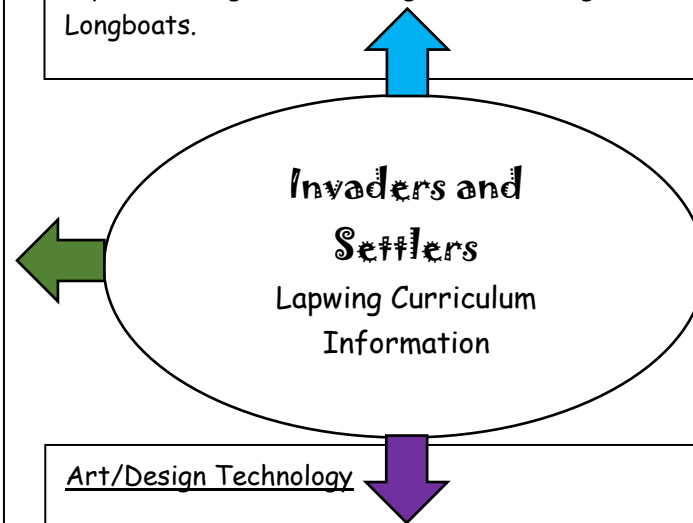 Longboats.
Invaders and
Settlers
Lapwing Curriculum
Information
Art/Design Technology